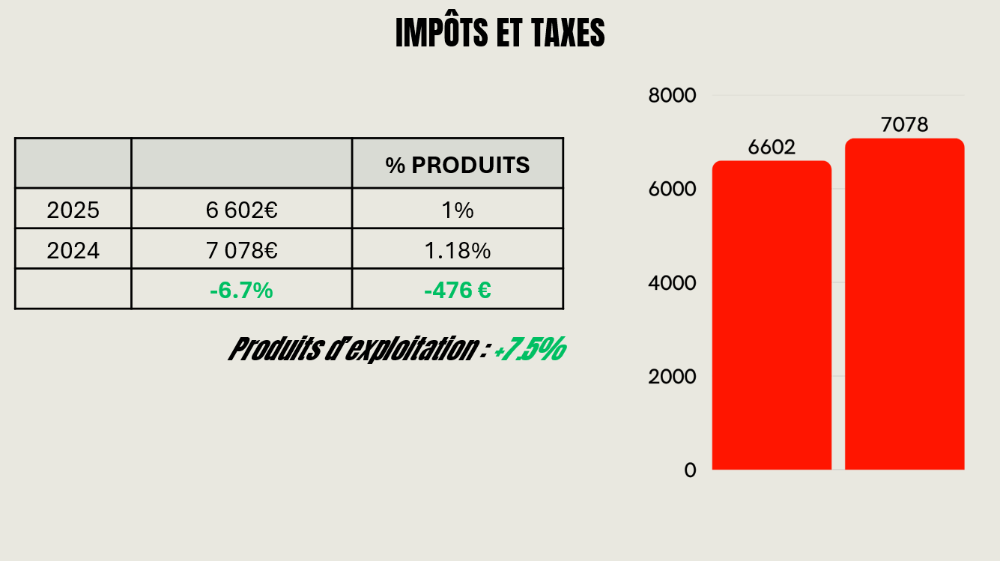 IMPÔTS ET TAXES
% PRODUITS
2025 6 602€ 1%
2024 7 078€ 1.18%
-6.7% -476 €
Produits d'exploitation : +7.5%
8000
7078
6602
6000
4000
2000
0